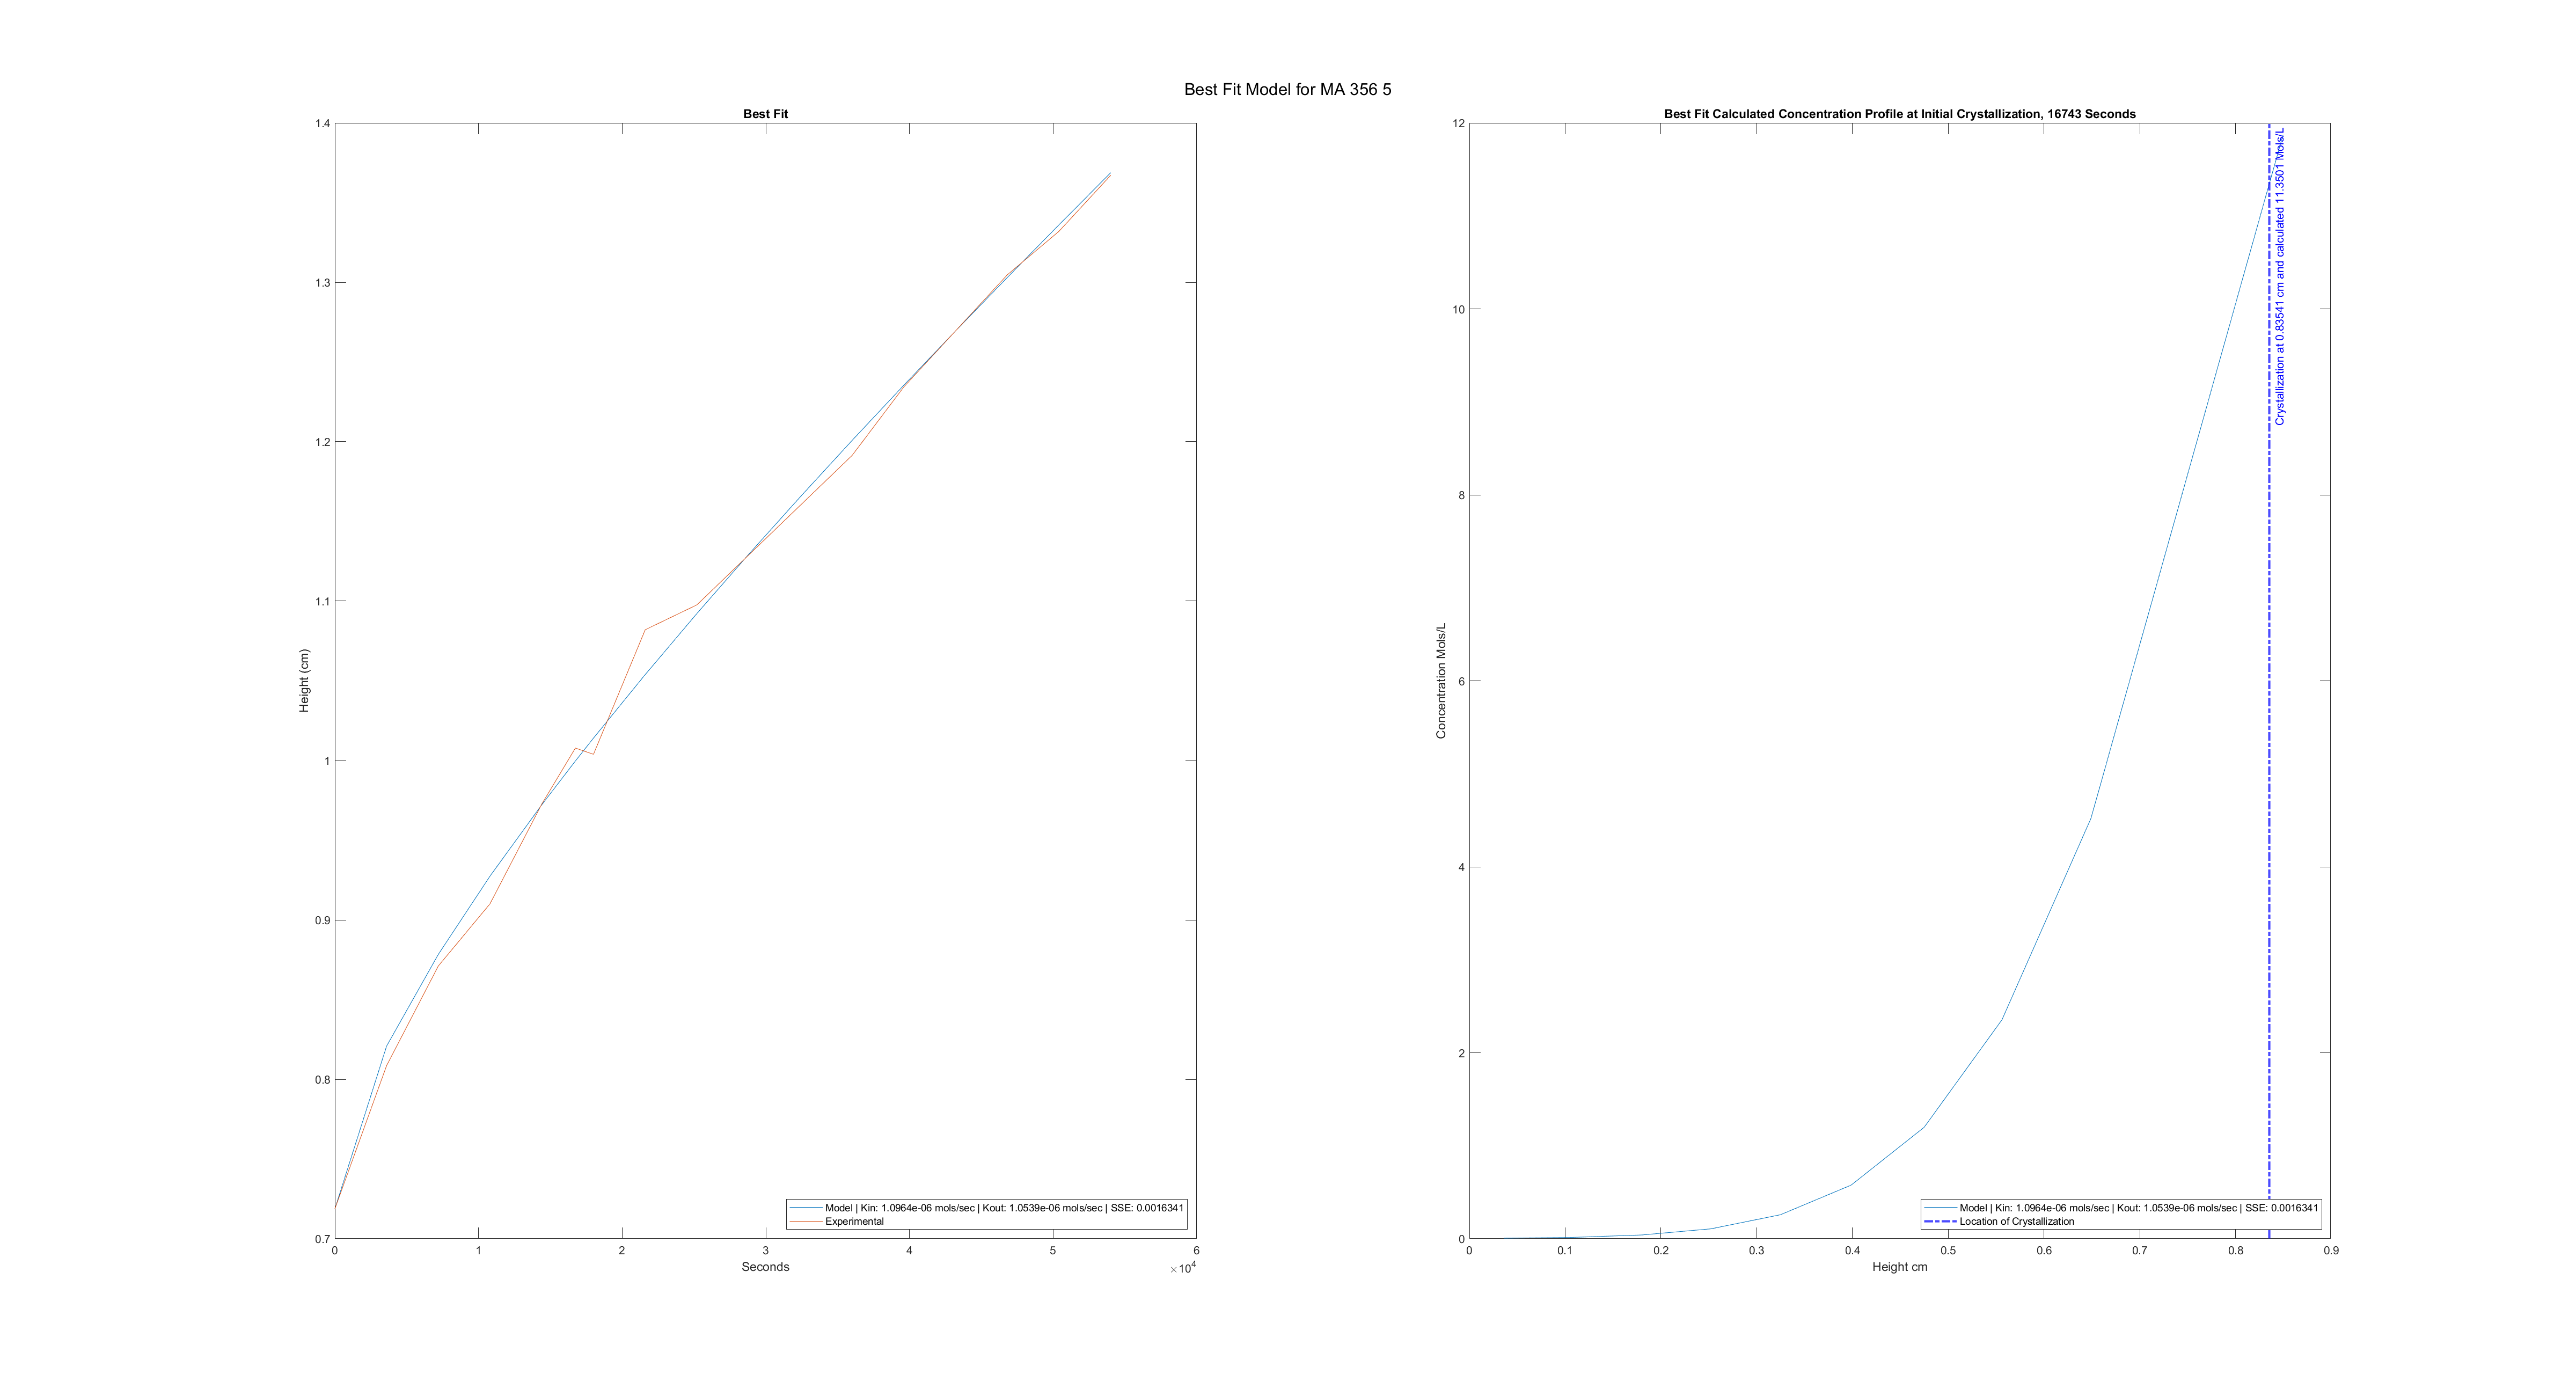 Best Fit Model for MA 356 5
Best Fit
1.4
1.3
1.2
1.1
1
0.9
0.8
0.7
Height (cm)
0
1
2
3
4
5
6
Seconds
×10^4
Model | Kin: 1.0964e-06 mols/sec | Kout: 1.0539e-06 mols/sec | SSE: 0.0016341
Experimental
Best Fit Calculated Concentration Profile at Initial Crystallization, 16743 Seconds
12
10
8
6
4
2
0
Concentration Mols/L
0
0.1
0.2
0.3
0.4
0.5
0.6
0.7
0.8
0.9
Height cm
Crystallization at 0.83541 cm and calculated 11.3501 Mols/L
Model | Kin: 1.0964e-06 mols/sec | Kout: 1.0539e-06 mols/sec | SSE: 0.0016341
Location of Crystallization